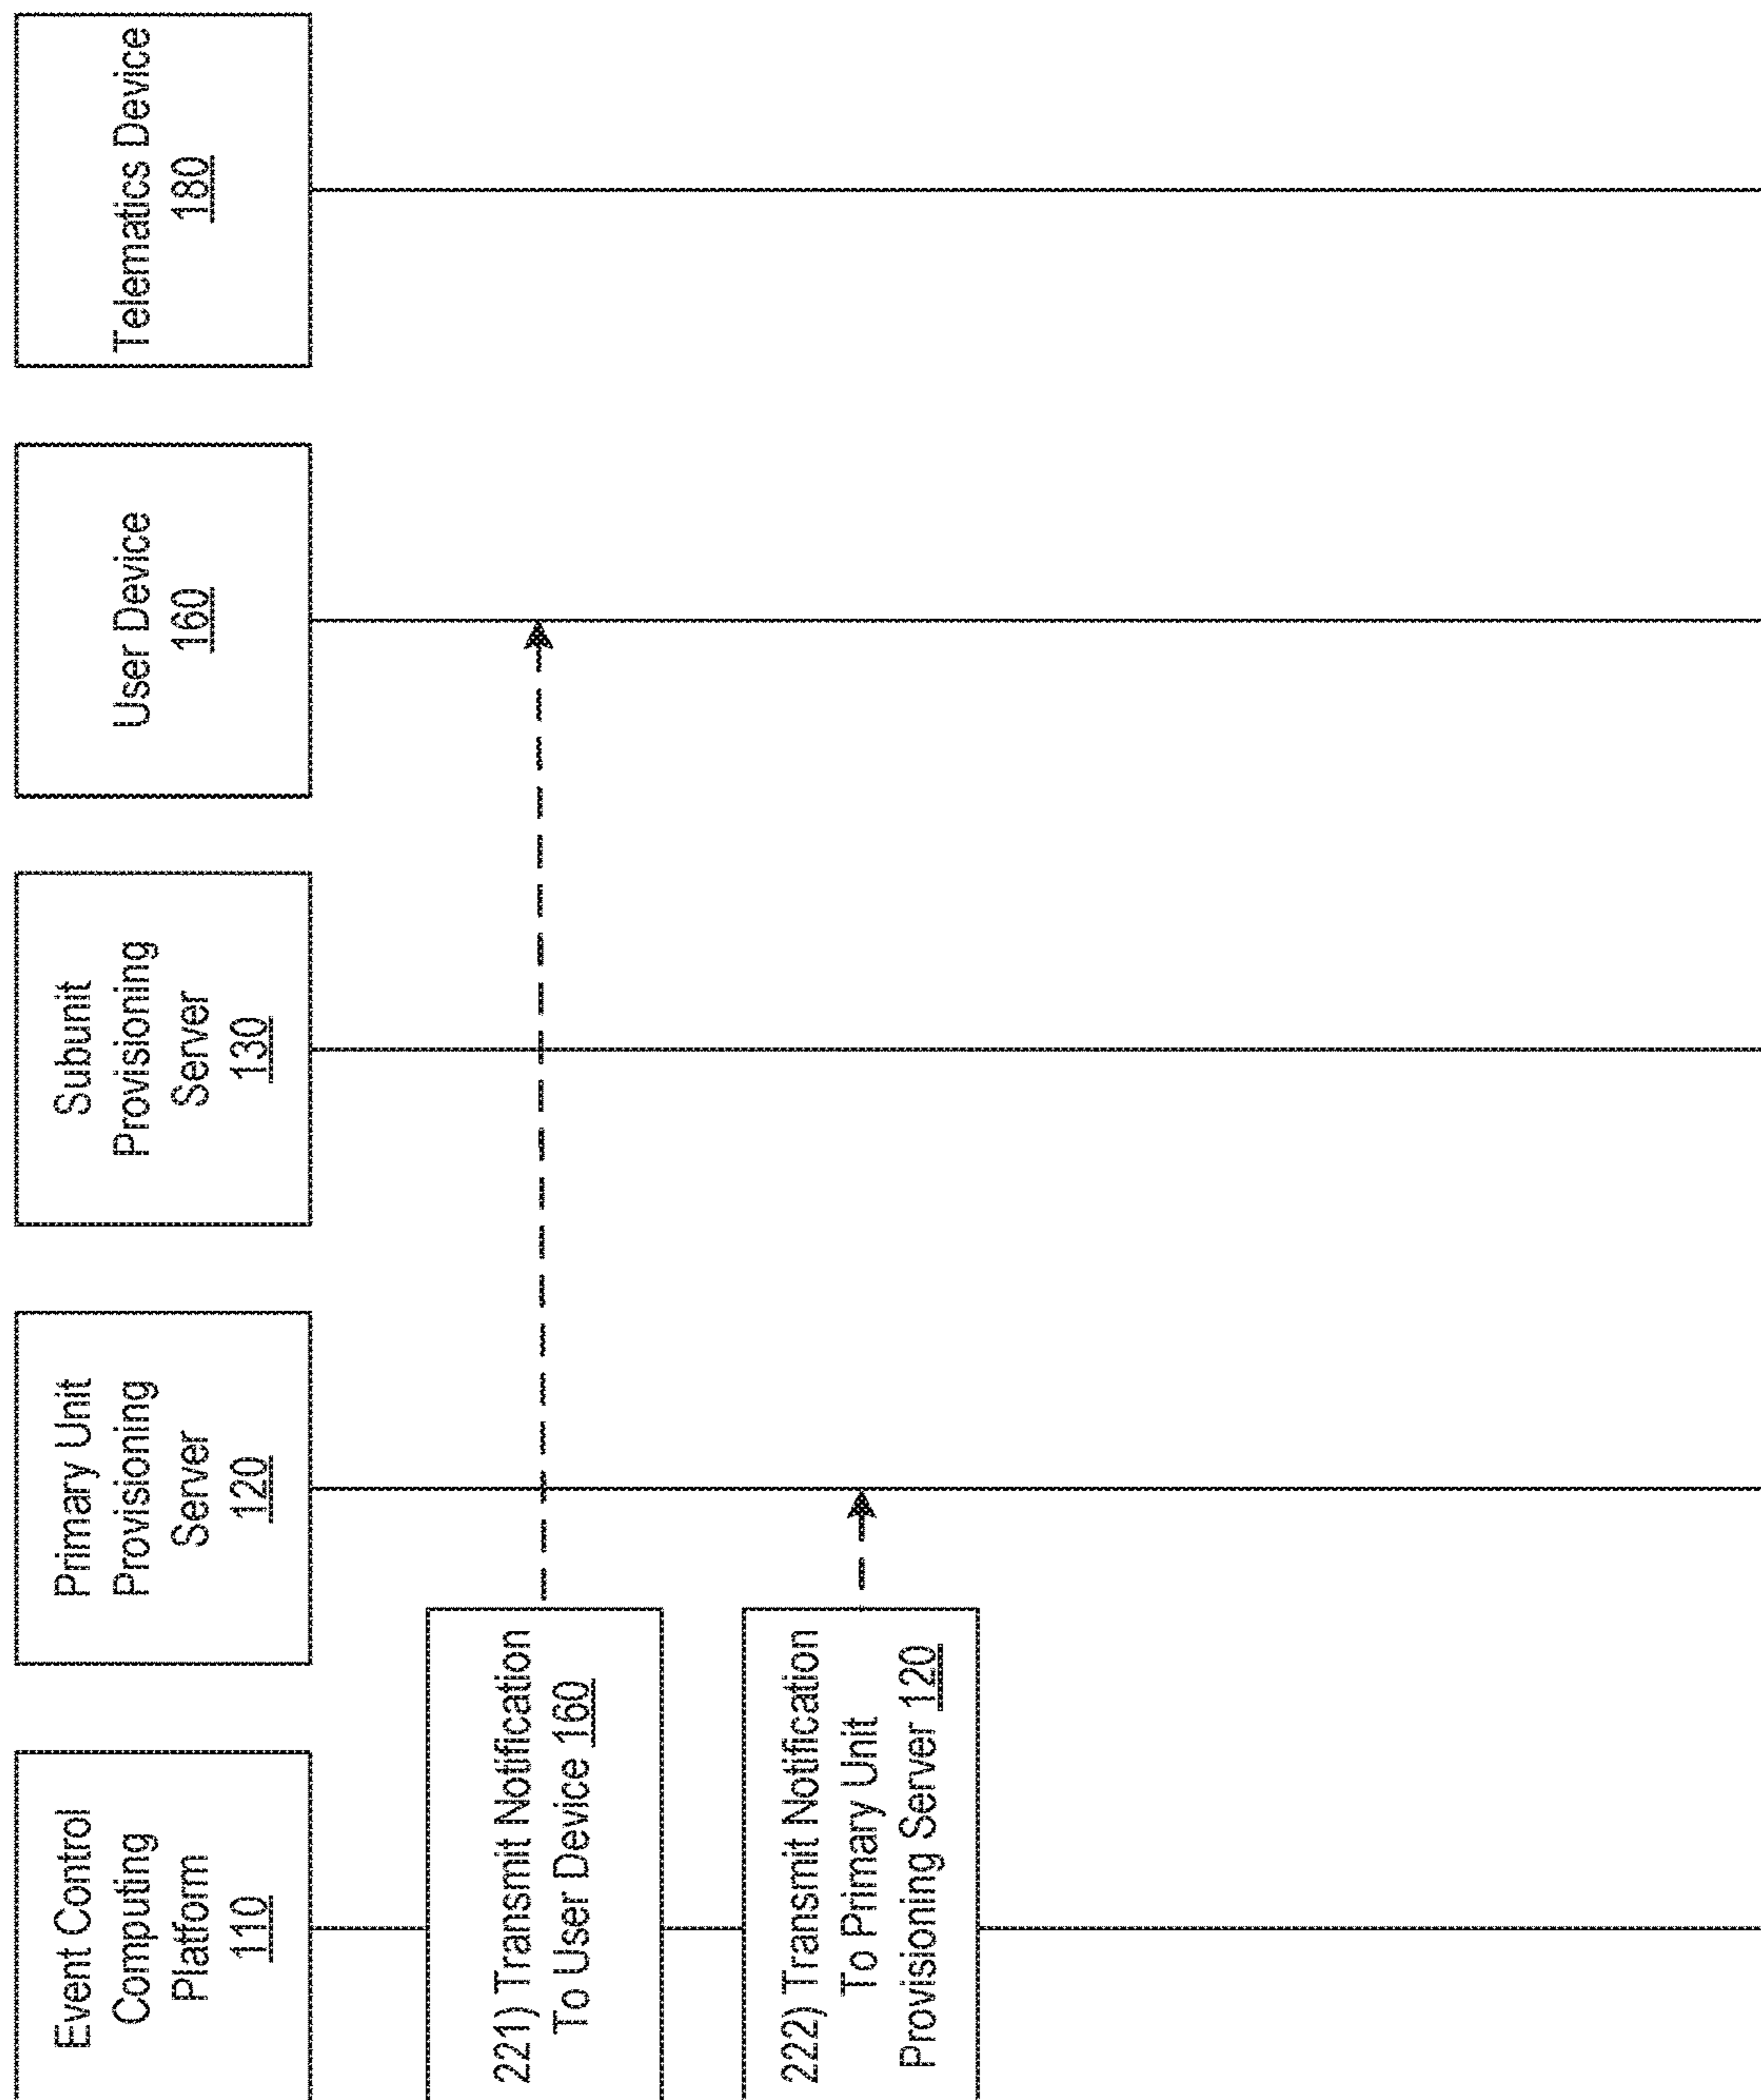 Event Control
Computing
Platform
110
Primary Unit
Provisioning
Server
120
Subunit
Provisioning
Server
130
User Device
160
Telematics Device
180
221) Transmit Notification
To User Device 160
222) Transmit Notification
To Primary Unit
Provisioning Server 120